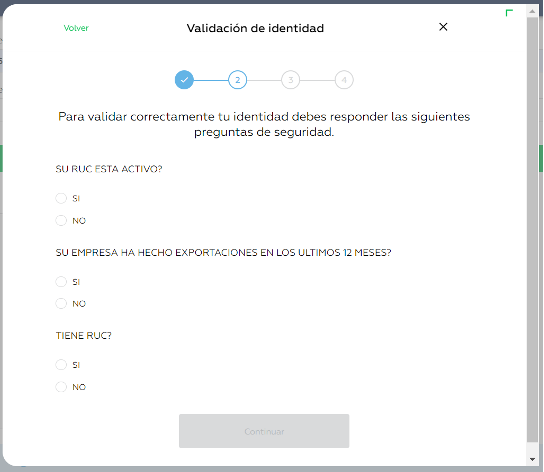 Volver
Validación de identidad
2
3
4
Para validar correctamente tu identidad debes responder las siguientes
preguntas de seguridad.
SU RUC ESTA ACTIVO?
SI
NO
SU EMPRESA HA HECHO EXPORTACIONES EN LOS ULTIMOS 12 MESES?
SI
NO
TIENE RUC?
SI
NO
Continuar